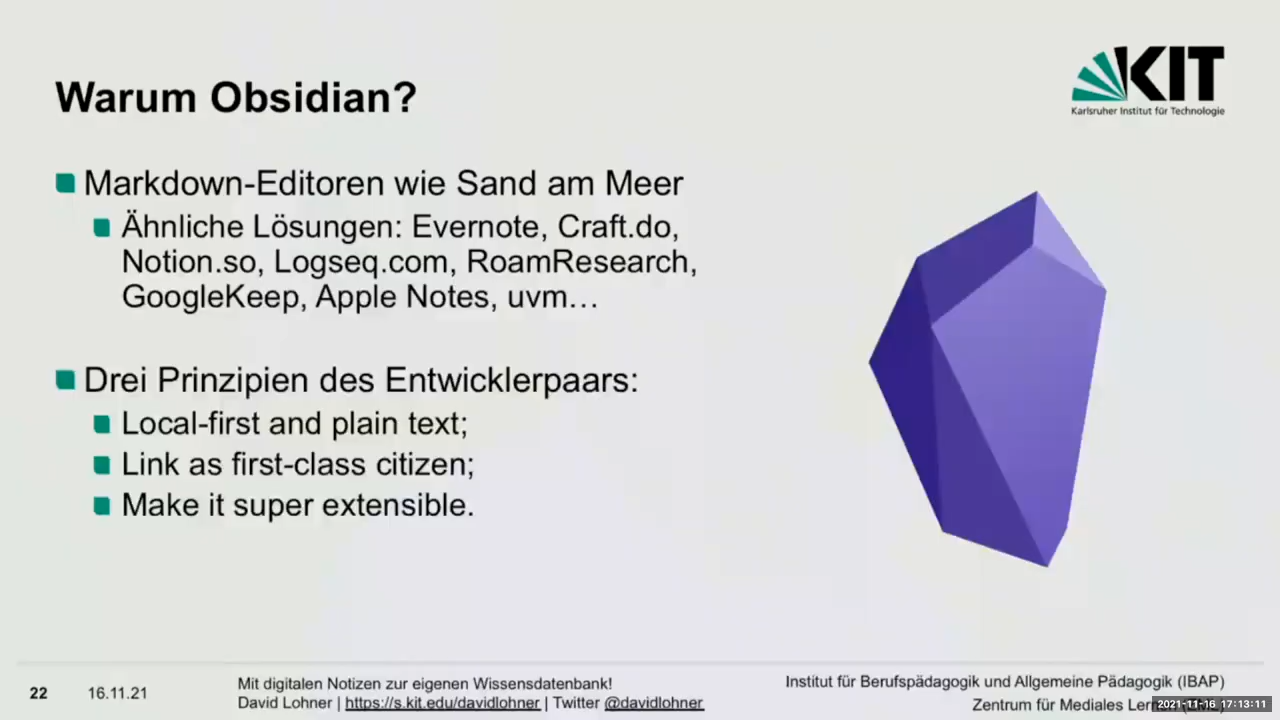 Warum Obsidian?
KIT
Karlsruher Institut für Technologie
Markdown-Editoren wie Sand am Meer
Ähnliche Lösungen: Evernote, Craft.do,
Notion.so, Logseq.com, RoamResearch,
GoogleKeep, Apple Notes, uvm…
Drei Prinzipien des Entwicklerpaars:
Local-first and plain text;
Link as first-class citizen;
Make it super extensible.
22
16.11.21
Mit digitalen Notizen zur eigenen Wissensdatenbank!
David Lohner | https://s.kit.edu/davidlohner | Twitter @davidlohner
Institut für Berufspädagogik und Allgemeine Pädagogik (IBAP)
Zentrum für Mediales
2021-11-16 17:13:11